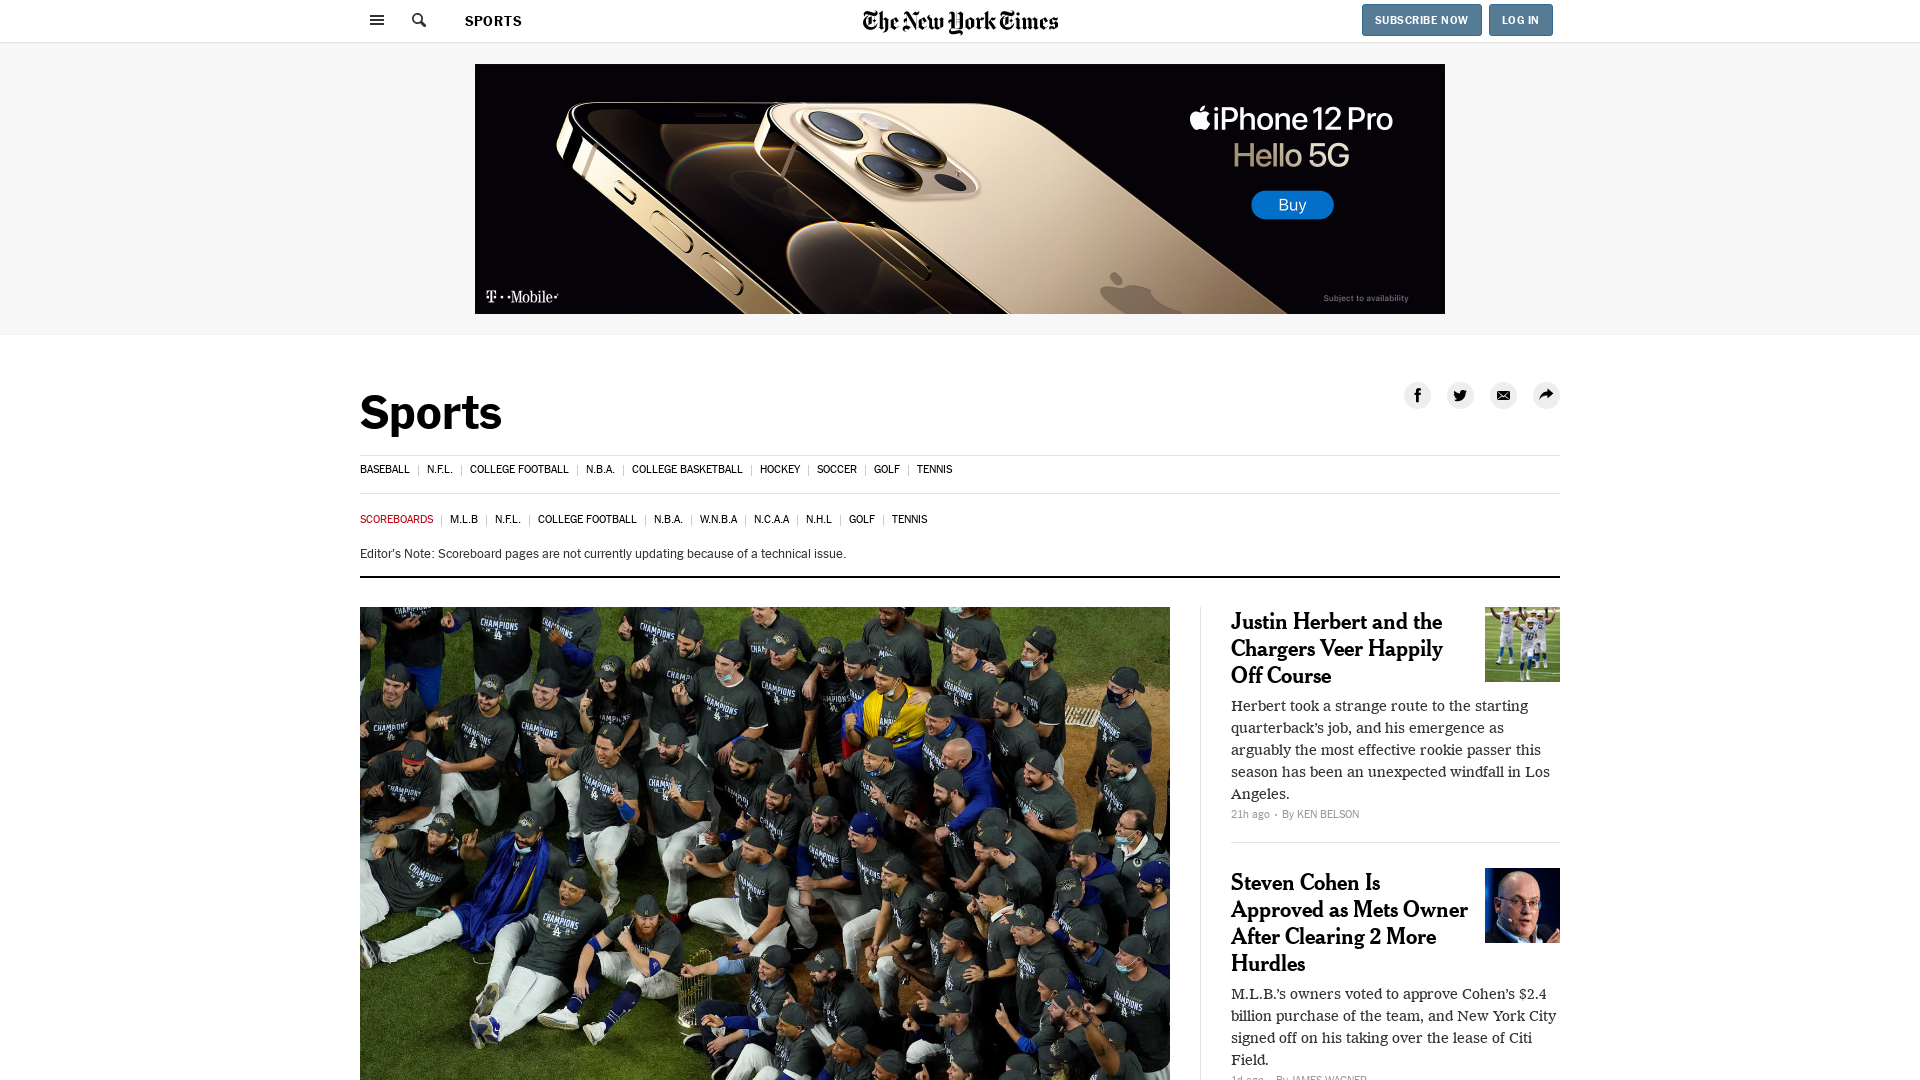 SPORTS
The New York Times
SUBSCRIBE NOW
LOG IN
iPhone 12 Pro
Hello 5G
Buy
T··Mobile·
Subject to availability
Sports
BASEBALL | N.F.L. | COLLEGE FOOTBALL | N.B.A. | COLLEGE BASKETBALL | HOCKEY | SOCCER | GOLF | TENNIS
SCOREBOARDS | M.L.B | N.F.L. | COLLEGE FOOTBALL | N.B.A. | W.N.B.A | N.C.A.A | N.H.L | GOLF | TENNIS
Editor's Note: Scoreboard pages are not currently updating because of a technical issue.
CHAMPIONS
Justin Herbert and the
Chargers Veer Happily
Off Course
Herbert took a strange route to the starting
quarterback’s job, and his emergence as
arguably the most effective rookie passer this
season has been an unexpected windfall in Los
Angeles.
21h ago · By KEN BELSON
Steven Cohen Is
Approved as Mets Owner
After Clearing 2 More
Hurdles
M.L.B.’s owners voted to approve Cohen’s $2.4
billion purchase of the team, and New York City
signed off on his taking over the lease of Citi
Field.
1d ago · By JAMES WAGNER